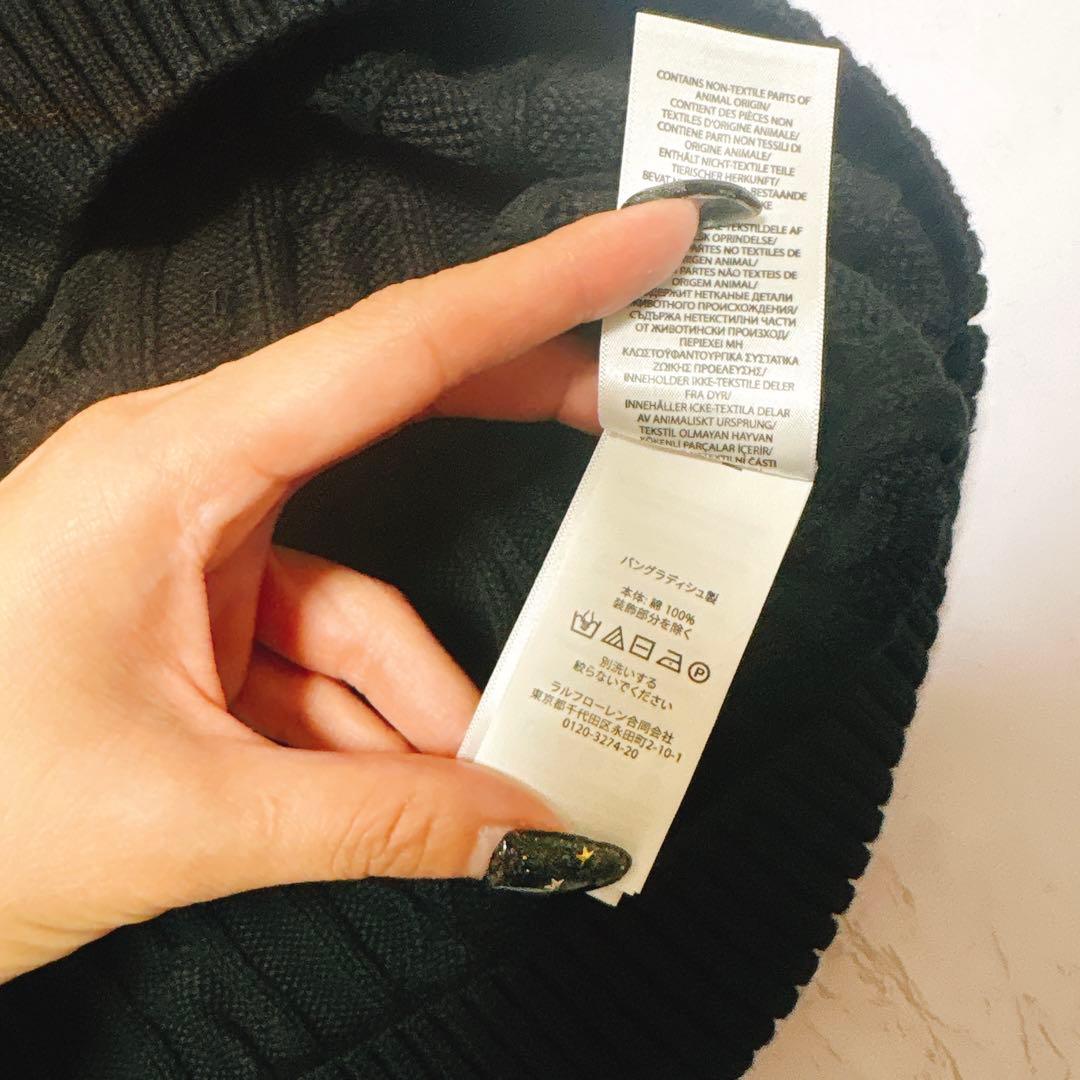 CONTAINS NON-TEXTILE PARTS OF
ANIMAL ORIGIN/
CONTIENT DES PIÈCES NON
TEXTILES D'ORIGINE ANIMALE/
CONTIENE PARTI NON TESSILI DI
ORIGINE ANIMALE/
ENTHÄLT NICHT-TEXTILE TEILE
TIERISCHER HERKUNFT/
BEVAT
TEKSTILDELE AF
OPRINDELSE/
PARTES NO TEXTILES DE
ORIGEN ANIMAL/
PARTES NÃO TEXTEIS DE
ORIGEM ANIMAL/
СОДЕРЖИТ НЕТКАНЫЕ ДЕТАЛИ
ЖИВОТНОГО ПРОИСХОЖДЕНИЯ/
СЪДЪРЖА НЕТЕКСТИЛНИ ЧАСТИ
ОТ ЖИВОТИНСКИ ПРОИЗХОД/
ΠΕΡΙΕΧΕΙ ΜΗ
ΚΛΩΣΤΟΫΦΑΝΤΟΥΡΓΙΚΑ ΣΥΣΤΑΤΙΚΑ
ΖΩΙΚΗΣ ΠΡΟΕΛΕΥΣΗΣ/
INNEHOLDER IKKE-TEKSTILE DELER
FRA DYR/
INNEHÅLLER ICKE-TEXTILA DELAR
AV ANIMALISKT URSPRUNG/
TEKSTIL OLMAYAN HAYVAN
KÖKENLİ PARÇALAR İÇERİR/
ČÁSTI
バングラディシュ製
本体: 綿 100%
装飾部分を除く
P
別洗いする
絞らないでください
ラルフローレン合同会社
東京都千代田区永田町2-10-1
0120-3274-20